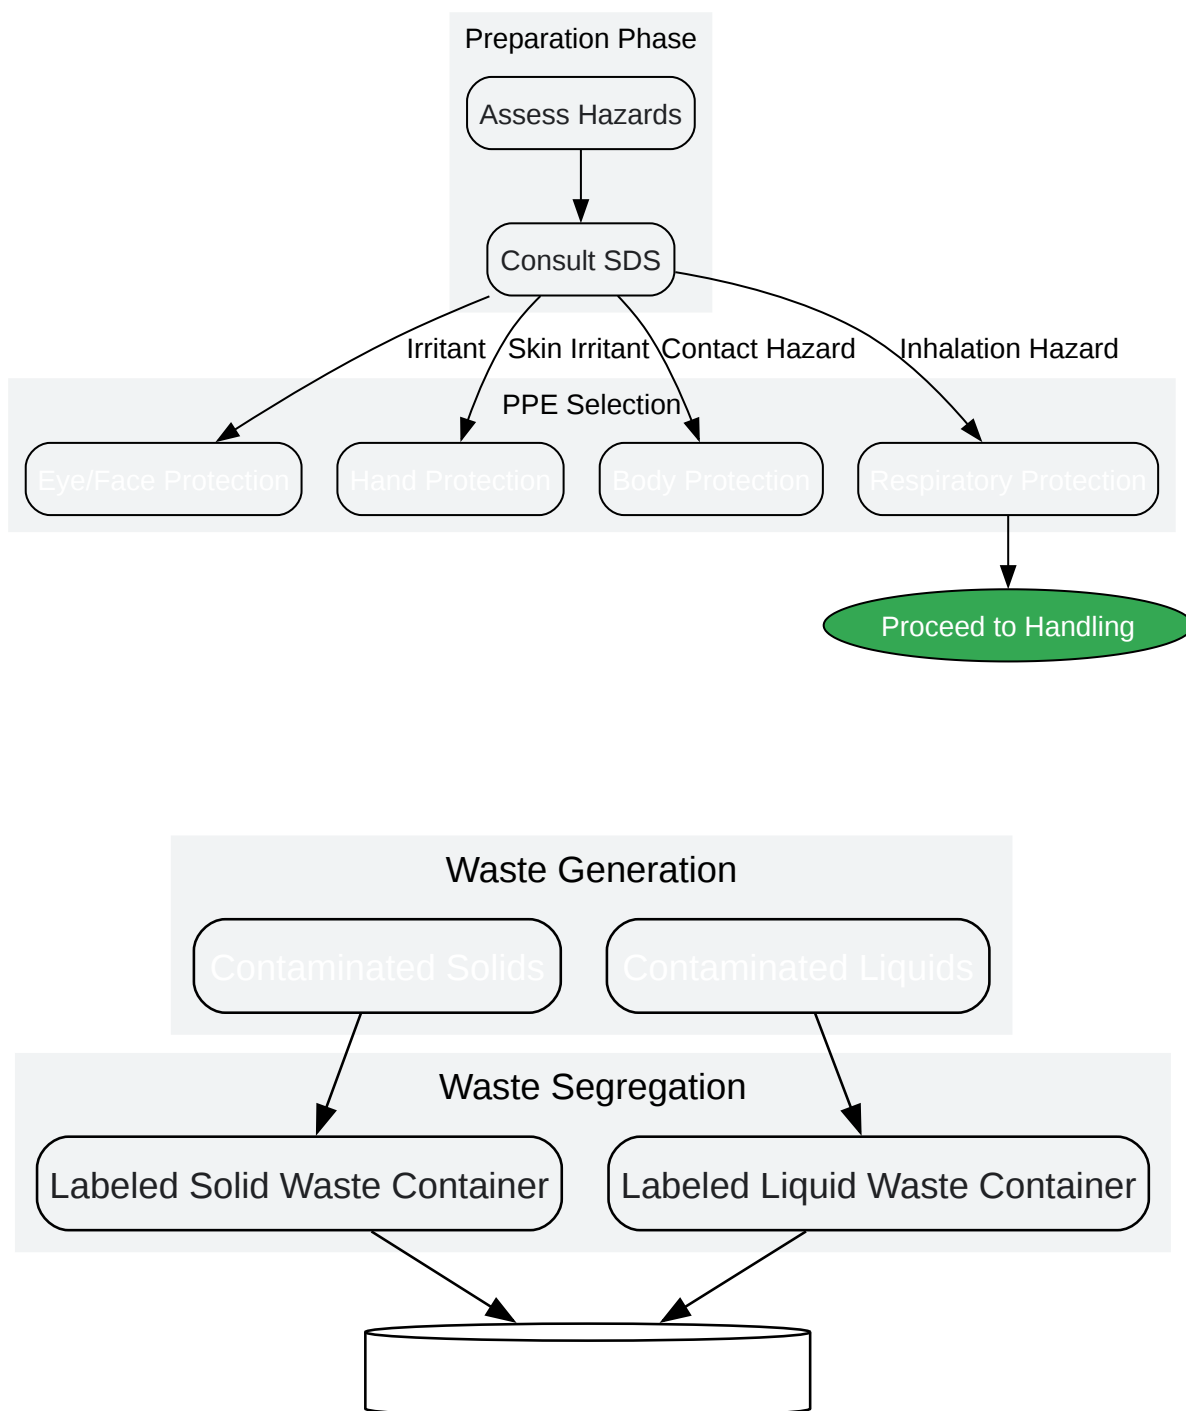 Preparation Phase
Assess Hazards
Consult SDS
Irritant
Skin Irritant
Contact Hazard
Inhalation Hazard
PPE Selection
Eye/Face Protection
Hand Protection
Body Protection
Respiratory Protection
Proceed to Handling
Waste Generation
Contaminated Solids
Contaminated Liquids
Waste Segregation
Labeled Solid Waste Container
Labeled Liquid Waste Container